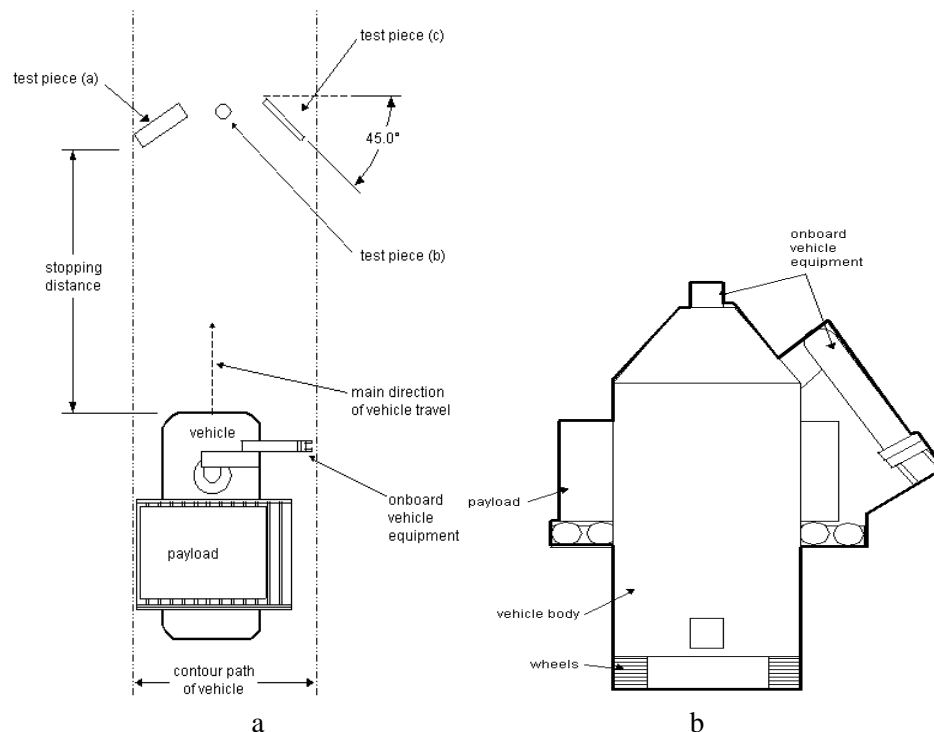 test piece (c)
test piece (a)
45.0°
test piece (b)
stopping
distance
main direction
of vehicle travel
vehicle
onboard
vehicle
equipment
payload
contour path
of vehicle
a
onboard
vehicle
equipment
payload
vehicle body
wheels
b